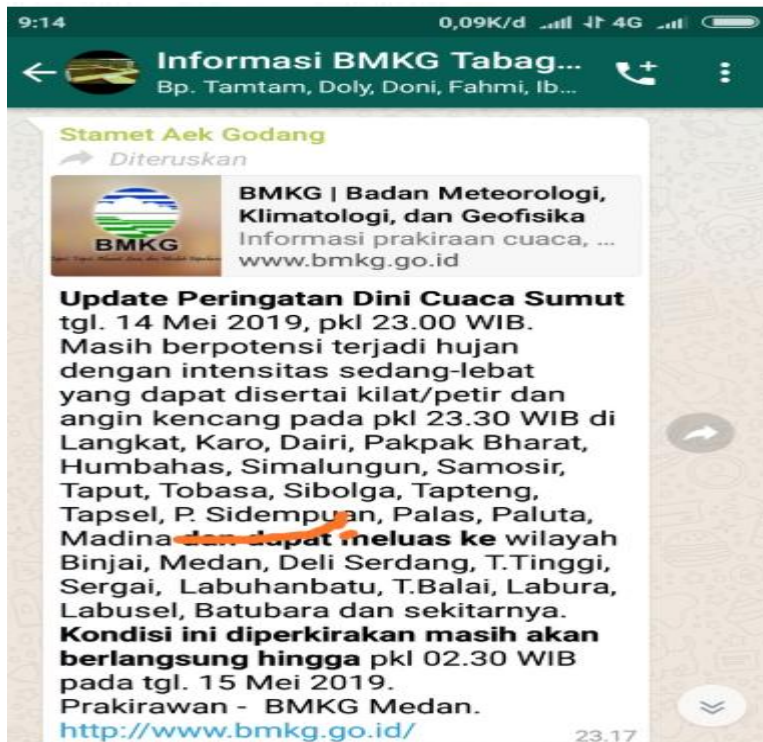 9:14 0,09K/d 4G
Informasi BMKG Tabag...
Bp. Tamtam, Doly, Doni, Fahmi, Ib...
Stamet Aek Godang
Diteruskan
BMKG | Badan Meteorologi,
Klimatologi, dan Geofisika
Informasi prakiraan cuaca, ...
www.bmkg.go.id
BMKG
Update Peringatan Dini Cuaca Sumut
tgl. 14 Mei 2019, pkl 23.00 WIB.
Masih berpotensi terjadi hujan
dengan intensitas sedang-lebat
yang dapat disertai kilat/petir dan
angin kencang pada pkl 23.30 WIB di
Langkat, Karo, Dairi, Pakpak Bharat,
Humbahas, Simalungun, Samosir,
Taput, Tobasa, Sibolga, Tapteng,
Tapsel, P. Sidempuan, Palas, Paluta,
Madina dan dapat meluas ke wilayah
Binjai, Medan, Deli Serdang, T.Tinggi,
Sergai, Labuhanbatu, T.Balai, Labura,
Labusel, Batubara dan sekitarnya.
Kondisi ini diperkirakan masih akan
berlangsung hingga pkl 02.30 WIB
pada tgl. 15 Mei 2019.
Prakirawan - BMKG Medan.
http://www.bmkg.go.id/ 23.17